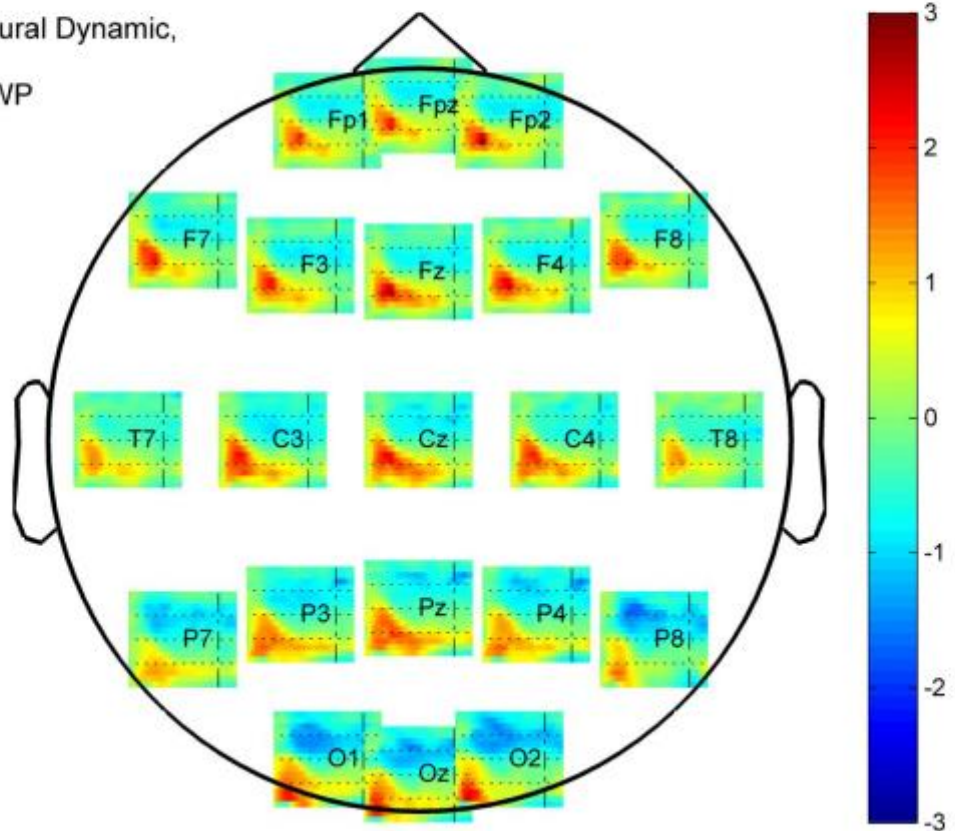 ural Dynamic,
WP
Fp1 Fpz Fp2
F7 F3 Fz F4 F8
T7 C3 Cz C4 T8
P7 P3 Pz P4 P8
O1 Oz O2
3
2
1
0
-1
-2
-3